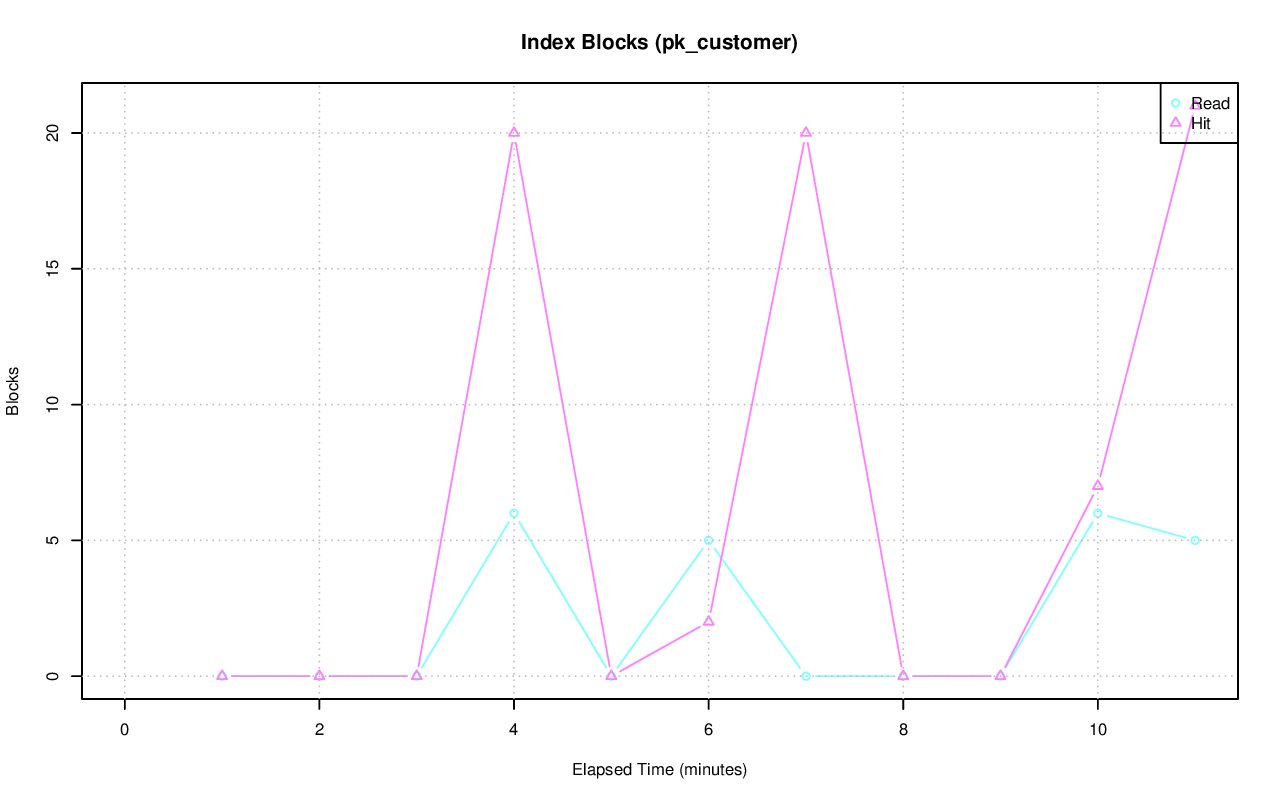 Index Blocks (pk_customer)
Read
Hit
20
15
10
5
0
Blocks
0 2 4 6 8 10
Elapsed Time (minutes)